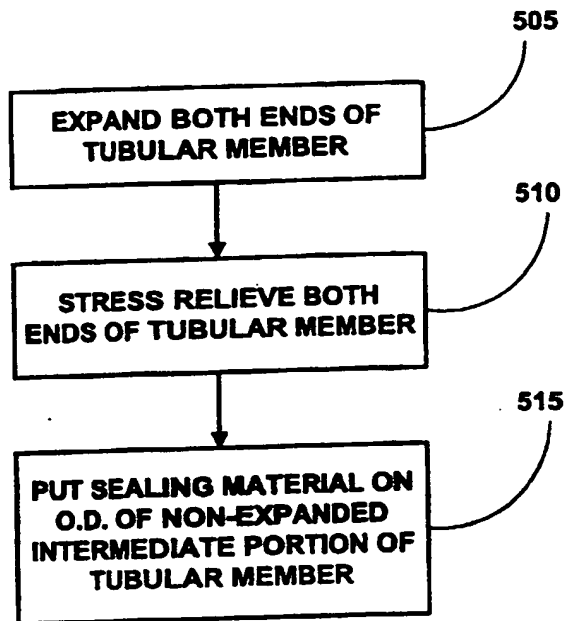 505
EXPAND BOTH ENDS OF
TUBULAR MEMBER
510
STRESS RELIEVE BOTH
ENDS OF TUBULAR MEMBER
515
PUT SEALING MATERIAL ON
O.D. OF NON-EXPANDED
INTERMEDIATE PORTION OF
TUBULAR MEMBER